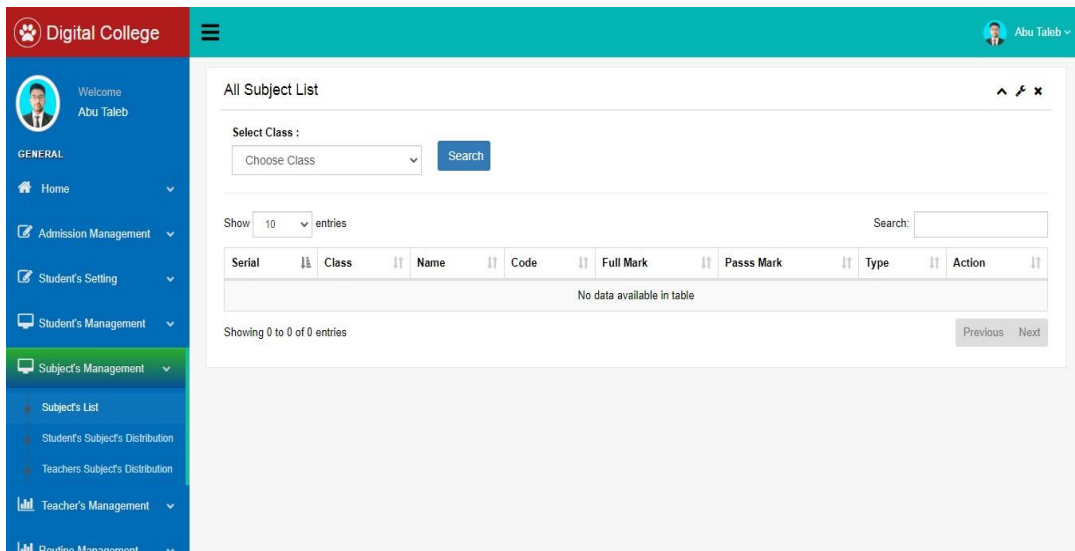 Digital College
Abu Taleb
Welcome
Abu Taleb
GENERAL
Home
Admission Management
Student's Setting
Student's Management
Subject's Management
Subject's List
Student's Subject's Distribution
Teachers Subject's Distribution
Teacher's Management
Routine Management
All Subject List
Select Class :
Choose Class Search
Show 10 entries Search:
Serial Class Name Code Full Mark Passs Mark Type Action
No data available in table
Showing 0 to 0 of 0 entries Previous Next